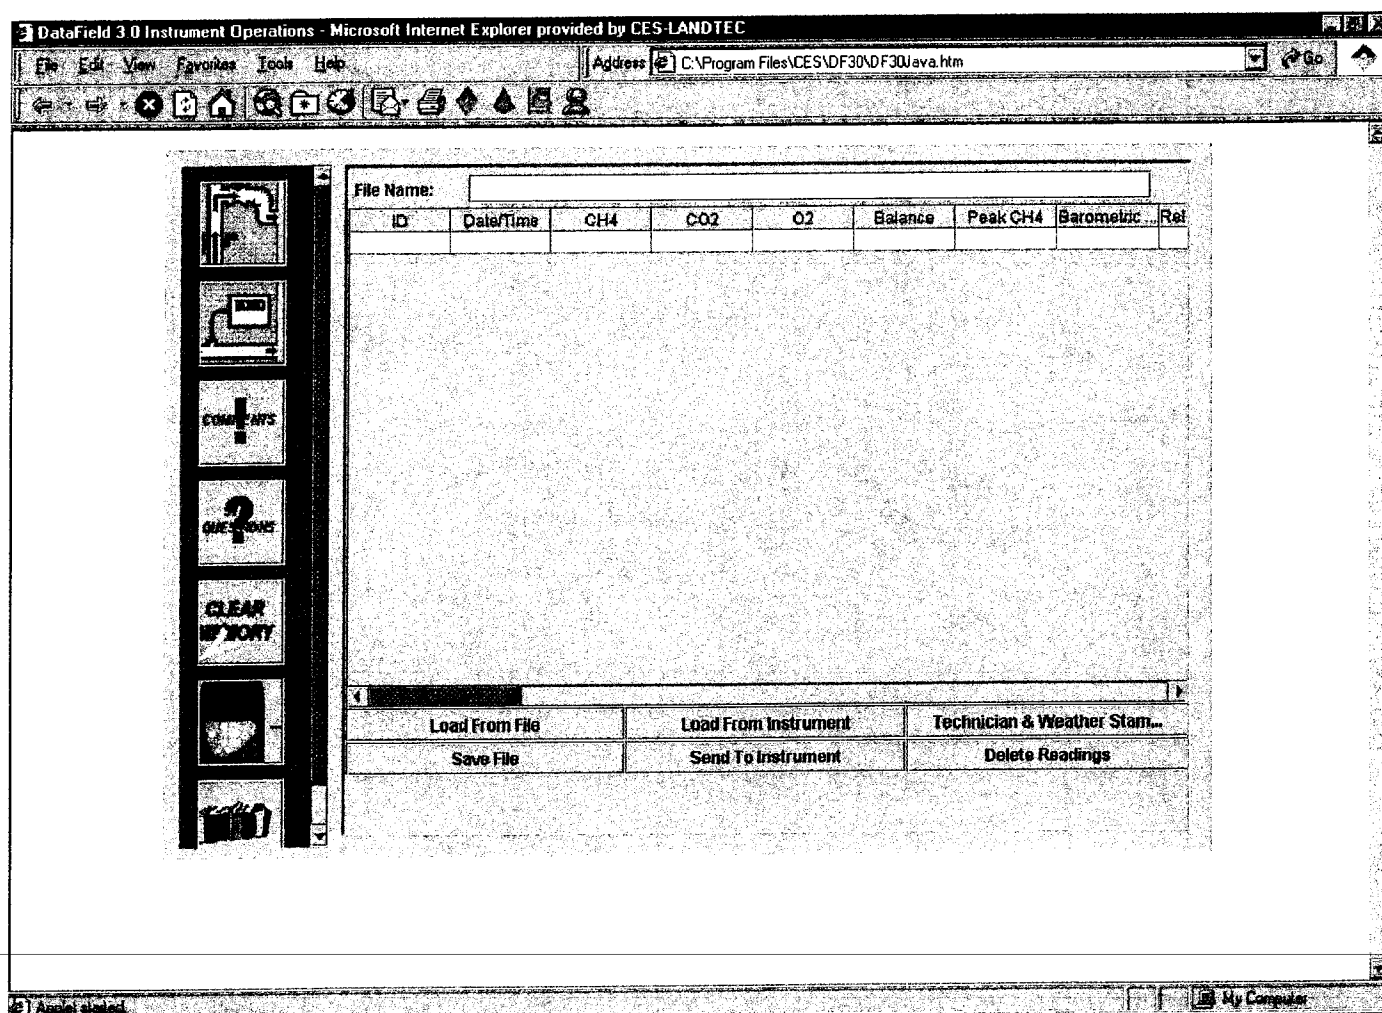 DataField 3.0 Instrument Operations - Microsoft Internet Explorer provided by CES-LANDTEC
File Edit View Favorites Tools Help
Address C:\Program Files\CES\DF30\DF30Java.htm Go
File Name:
ID Date/Time CH4 CO2 O2 Balance Peak CH4 Barometric ... Rel
COMMENTS
QUESTIONS
CLEAR
MEMORY
Load From File Load From Instrument Technician & Weather Stam...
Save File Send To Instrument Delete Readings
Applet started. My Computer